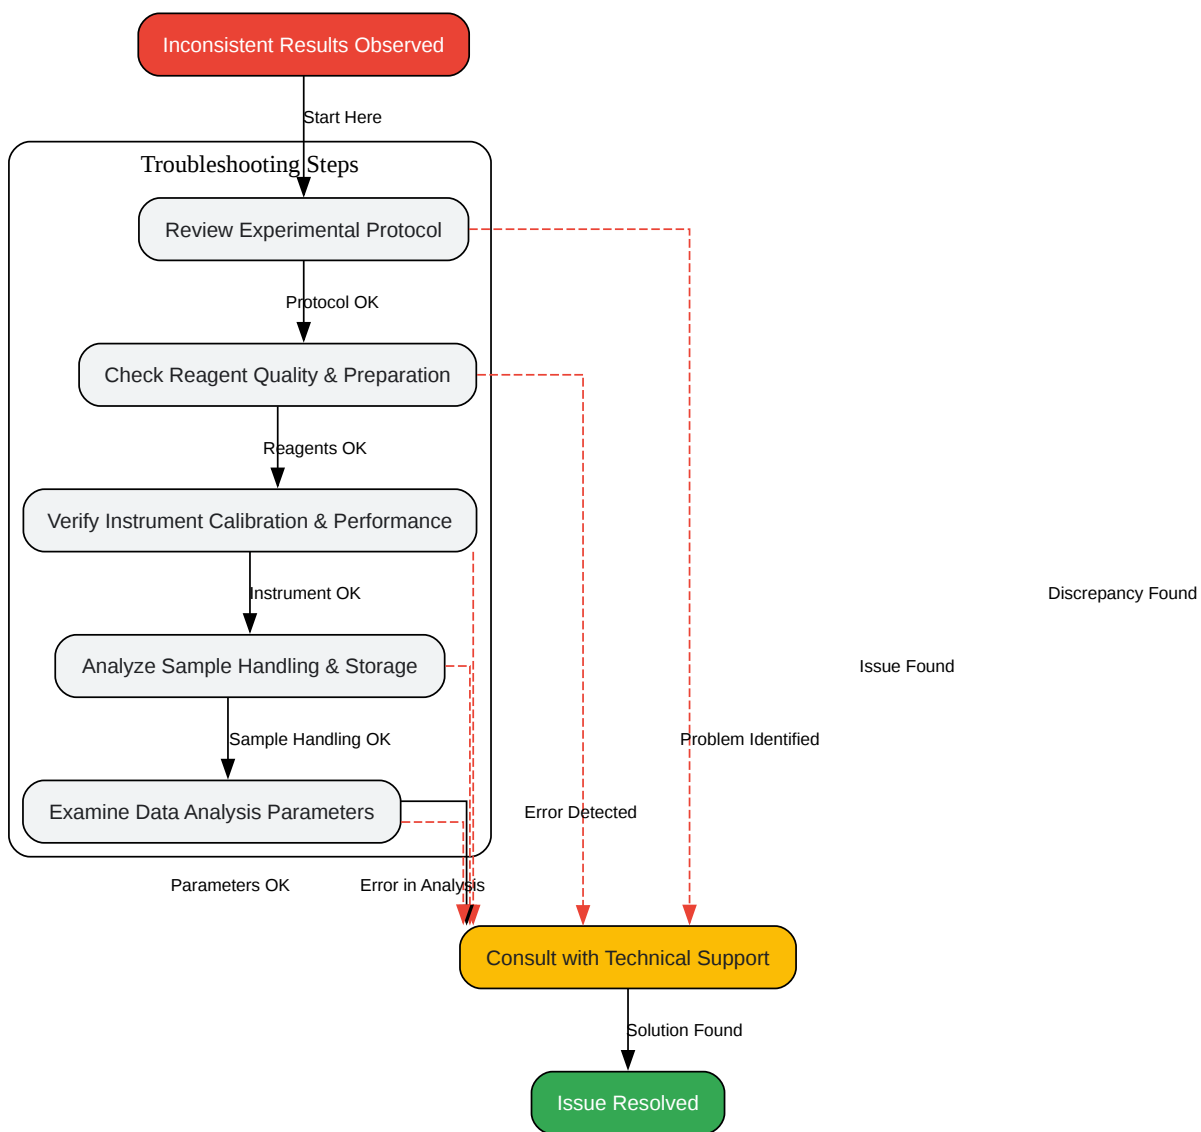 Inconsistent Results Observed
Start Here
Troubleshooting Steps
Review Experimental Protocol
Protocol OK
Check Reagent Quality & Preparation
Reagents OK
Verify Instrument Calibration & Performance
Instrument OK
Discrepancy Found
Analyze Sample Handling & Storage
Issue Found
Sample Handling OK
Problem Identified
Examine Data Analysis Parameters
Error Detected
Parameters OK
Error in Analysis
Consult with Technical Support
Solution Found
Issue Resolved